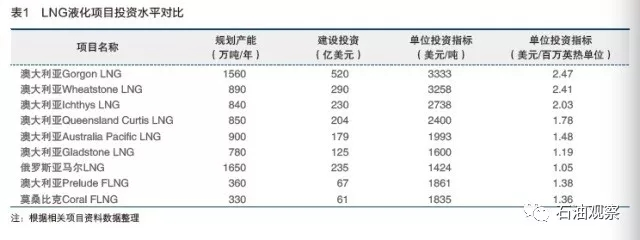 表1 LNG液化项目投资水平对比
项目名称 规划产能（万吨/年） 建设投资（亿美元） 单位投资指标（美元/吨） 单位投资指标（美元/百万英热单位）
澳大利亚Gorgon LNG 1560 520 3333 2.47
澳大利亚Wheatstone LNG 890 290 3258 2.41
澳大利亚Ichthys LNG 840 230 2738 2.03
澳大利亚Queensland Curtis LNG 850 204 2400 1.78
澳大利亚Australia Pacific LNG 900 179 1993 1.48
澳大利亚Gladstone LNG 780 125 1600 1.19
俄罗斯亚马尔LNG 1650 235 1424 1.05
澳大利亚Prelude FLNG 360 67 1861 1.38
莫桑比克Coral FLNG 330 61 1835 1.36
注：根据相关项目资料数据整理
石油观察